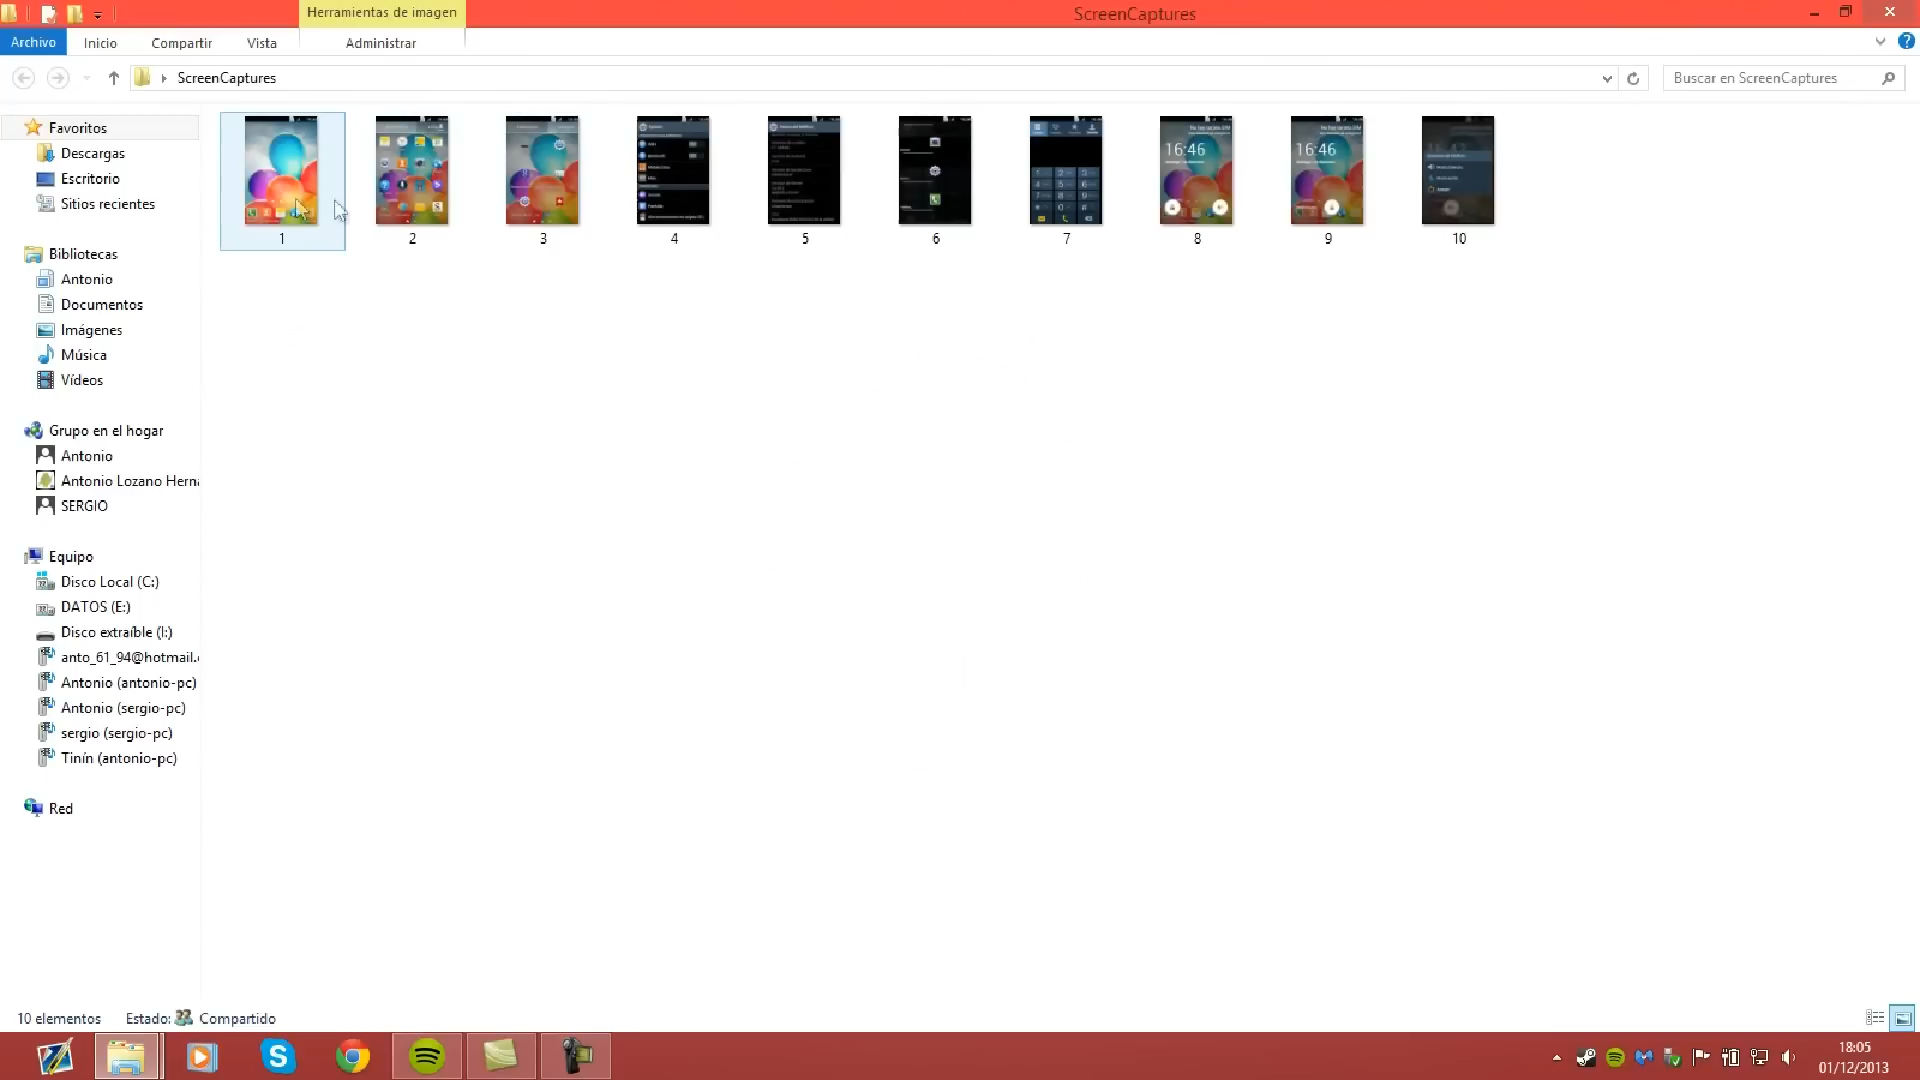 Herramientas de imagen
ScreenCaptures
Archivo
Inicio
Compartir
Vista
Administrar
ScreenCaptures
Buscar en ScreenCaptures
Favoritos
Descargas
Escritorio
Sitios recientes
Bibliotecas
Antonio
Documentos
Imágenes
Música
Vídeos
Grupo en el hogar
Antonio
Antonio Lozano Herna
SERGIO
Equipo
Disco Local (C:)
DATOS (E:)
Disco extraíble (I:)
anto_61_94@hotmail.
Antonio (antonio-pc)
Antonio (sergio-pc)
sergio (sergio-pc)
Tinín (antonio-pc)
Red
16:46
16:46
1
2
3
4
5
6
7
8
9
10
10 elementos
Estado:
Compartido
18:05
01/12/2013